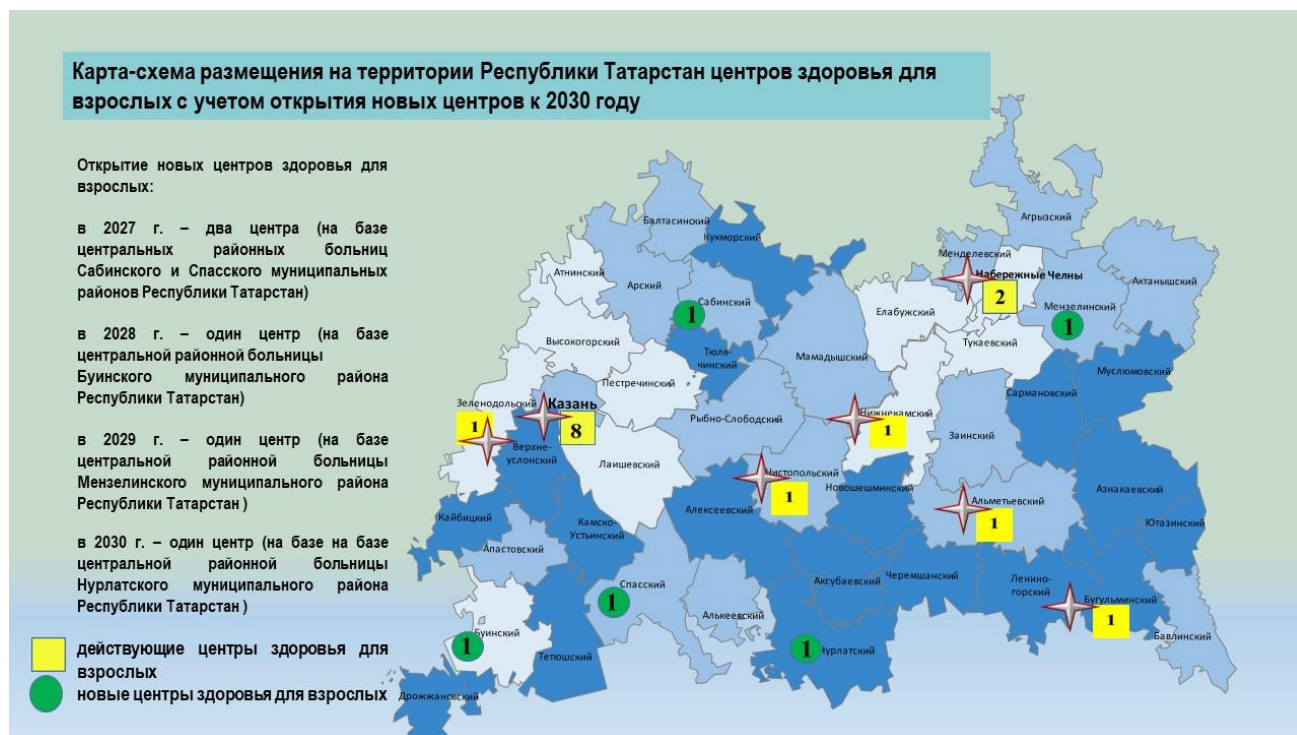 Карта-схема размещения на территории Республики Татарстан центров здоровья для
взрослых с учетом открытия новых центров к 2030 году
Открытие новых центров здоровья для
взрослых:
в 2027 г. – два центра (на базе
центральных районных больниц
Сабинского и Спасского муниципальных
районов Республики Татарстан)
в 2028 г. – один центр (на базе
центральной районной больницы
Буинского муниципального района
Республики Татарстан)
в 2029 г. – один центр (на базе
центральной районной больницы
Мензелинского муниципального района
Республики Татарстан )
в 2030 г. – один центр (на базе на базе
центральной районной больницы
Нурлатского муниципального района
Республики Татарстан )
действующие центры здоровья для
взрослых
новые центры здоровья для взрослых
Агрызский
Балтасинский
Кукморский
Менделевский
Набережные Челны
Актанышский
Атнинский
Арский
Сабинский
1
2
Мензелинский
1
Елабужский
Высокогорский
Тюля-
чинский
Мамадышский
Тукаевский
Муслюмовский
Пестречинский
Сармановский
Зеленодольский
Казань
1
8
Рыбно-Слободский
Нижнекамский
1
Заинский
Верхне-
услонский
Лаишевский
Чистопольский
1
Новошешминский
Азнакаевский
Альметьевский
1
Алексеевский
Кайбицкий
Камско-
Устьинский
Ютазинский
Апастовский
Спасский
1
Аксубаевский
Черемшанский
Ленино-
горский
Бугульминский
1
Алькеевский
Буинский
1
Бавлинский
Тетюшский
1
Нурлатский
Дрожжановский